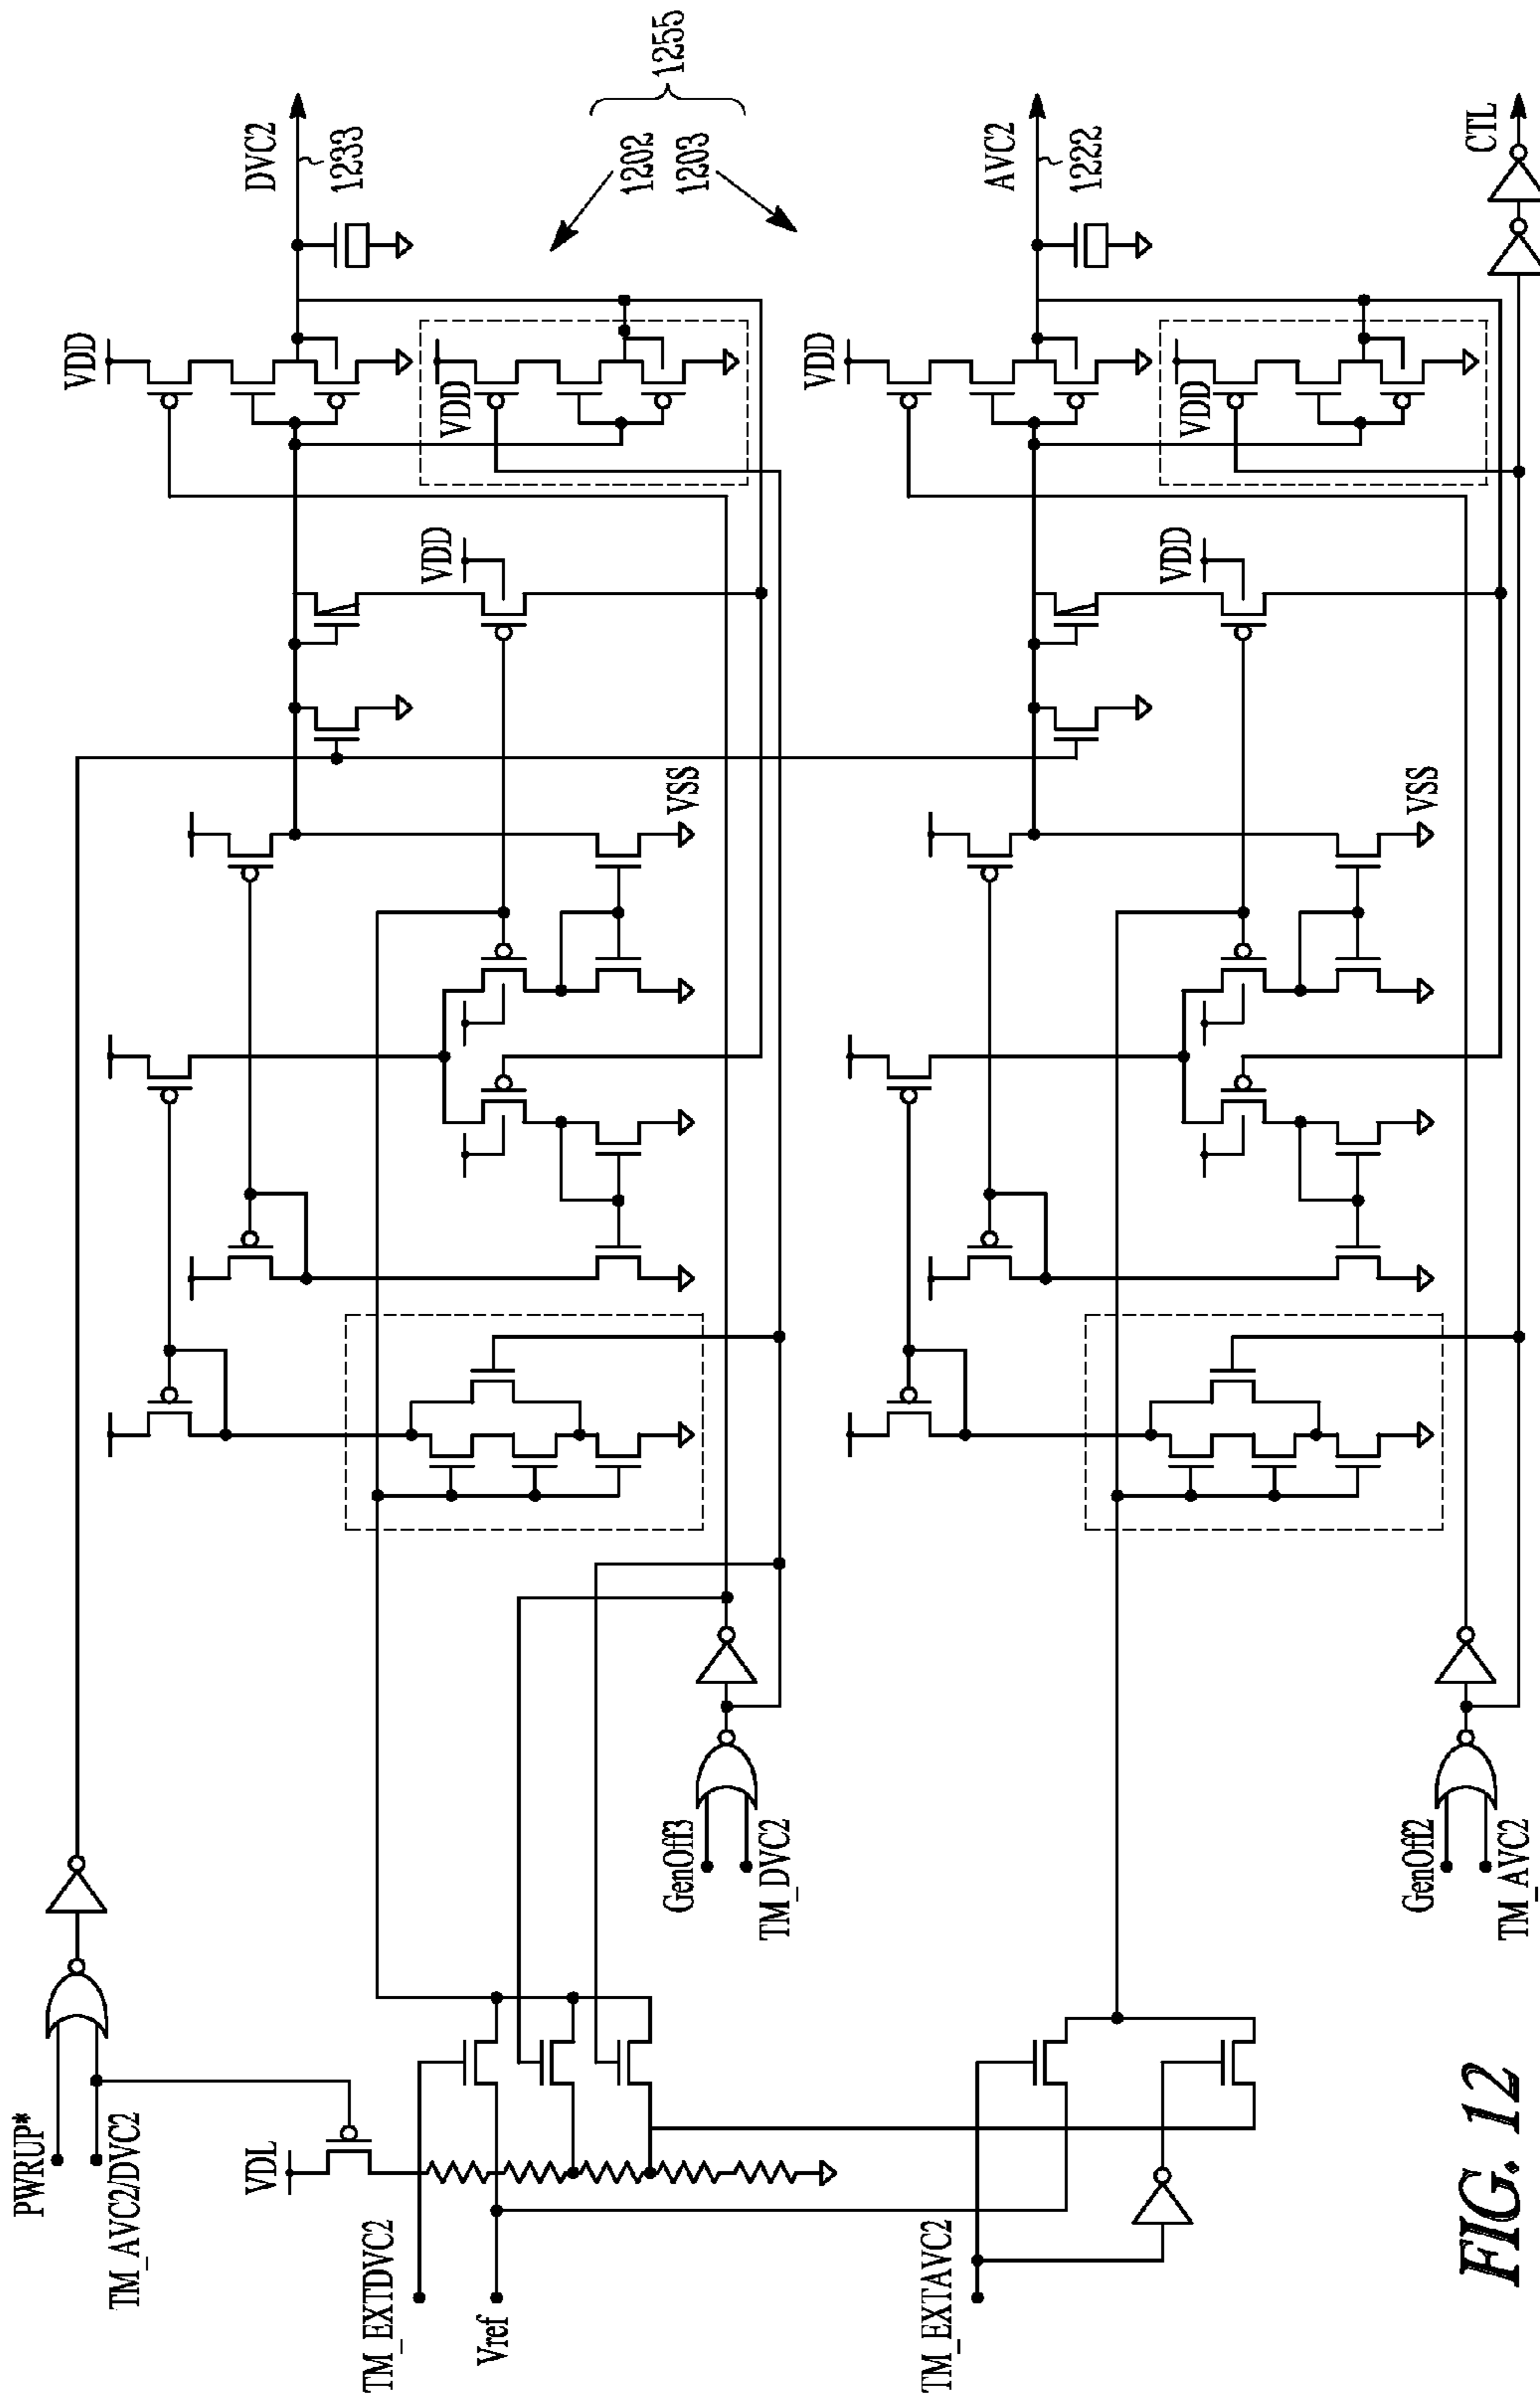 PWRUP*
TM_AVC2/DVC2
VDL
TM_EXTDVC2
Vref
TM_EXTAVC2
GenOff3
TM_DVC2
GenOff2
TM_AVC2
VSS
VDD
VDD
VDD
DVC2
1233
1202
1203
1255
VSS
VDD
VDD
VDD
AVC2
1222
CTL
FIG. 12